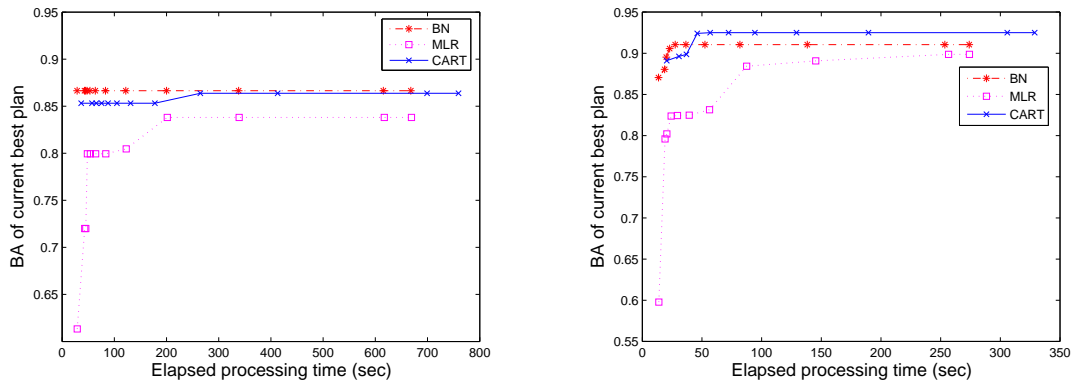 0.95
0.9
0.85
0.8
0.75
0.7
0.65
BA of current best plan
0 100 200 300 400 500 600 700 800
Elapsed processing time (sec)
BN
MLR
CART
0.95
0.9
0.85
0.8
0.75
0.7
0.65
0.6
0.55
BA of current best plan
0 50 100 150 200 250 300 350
Elapsed processing time (sec)
BN
MLR
CART